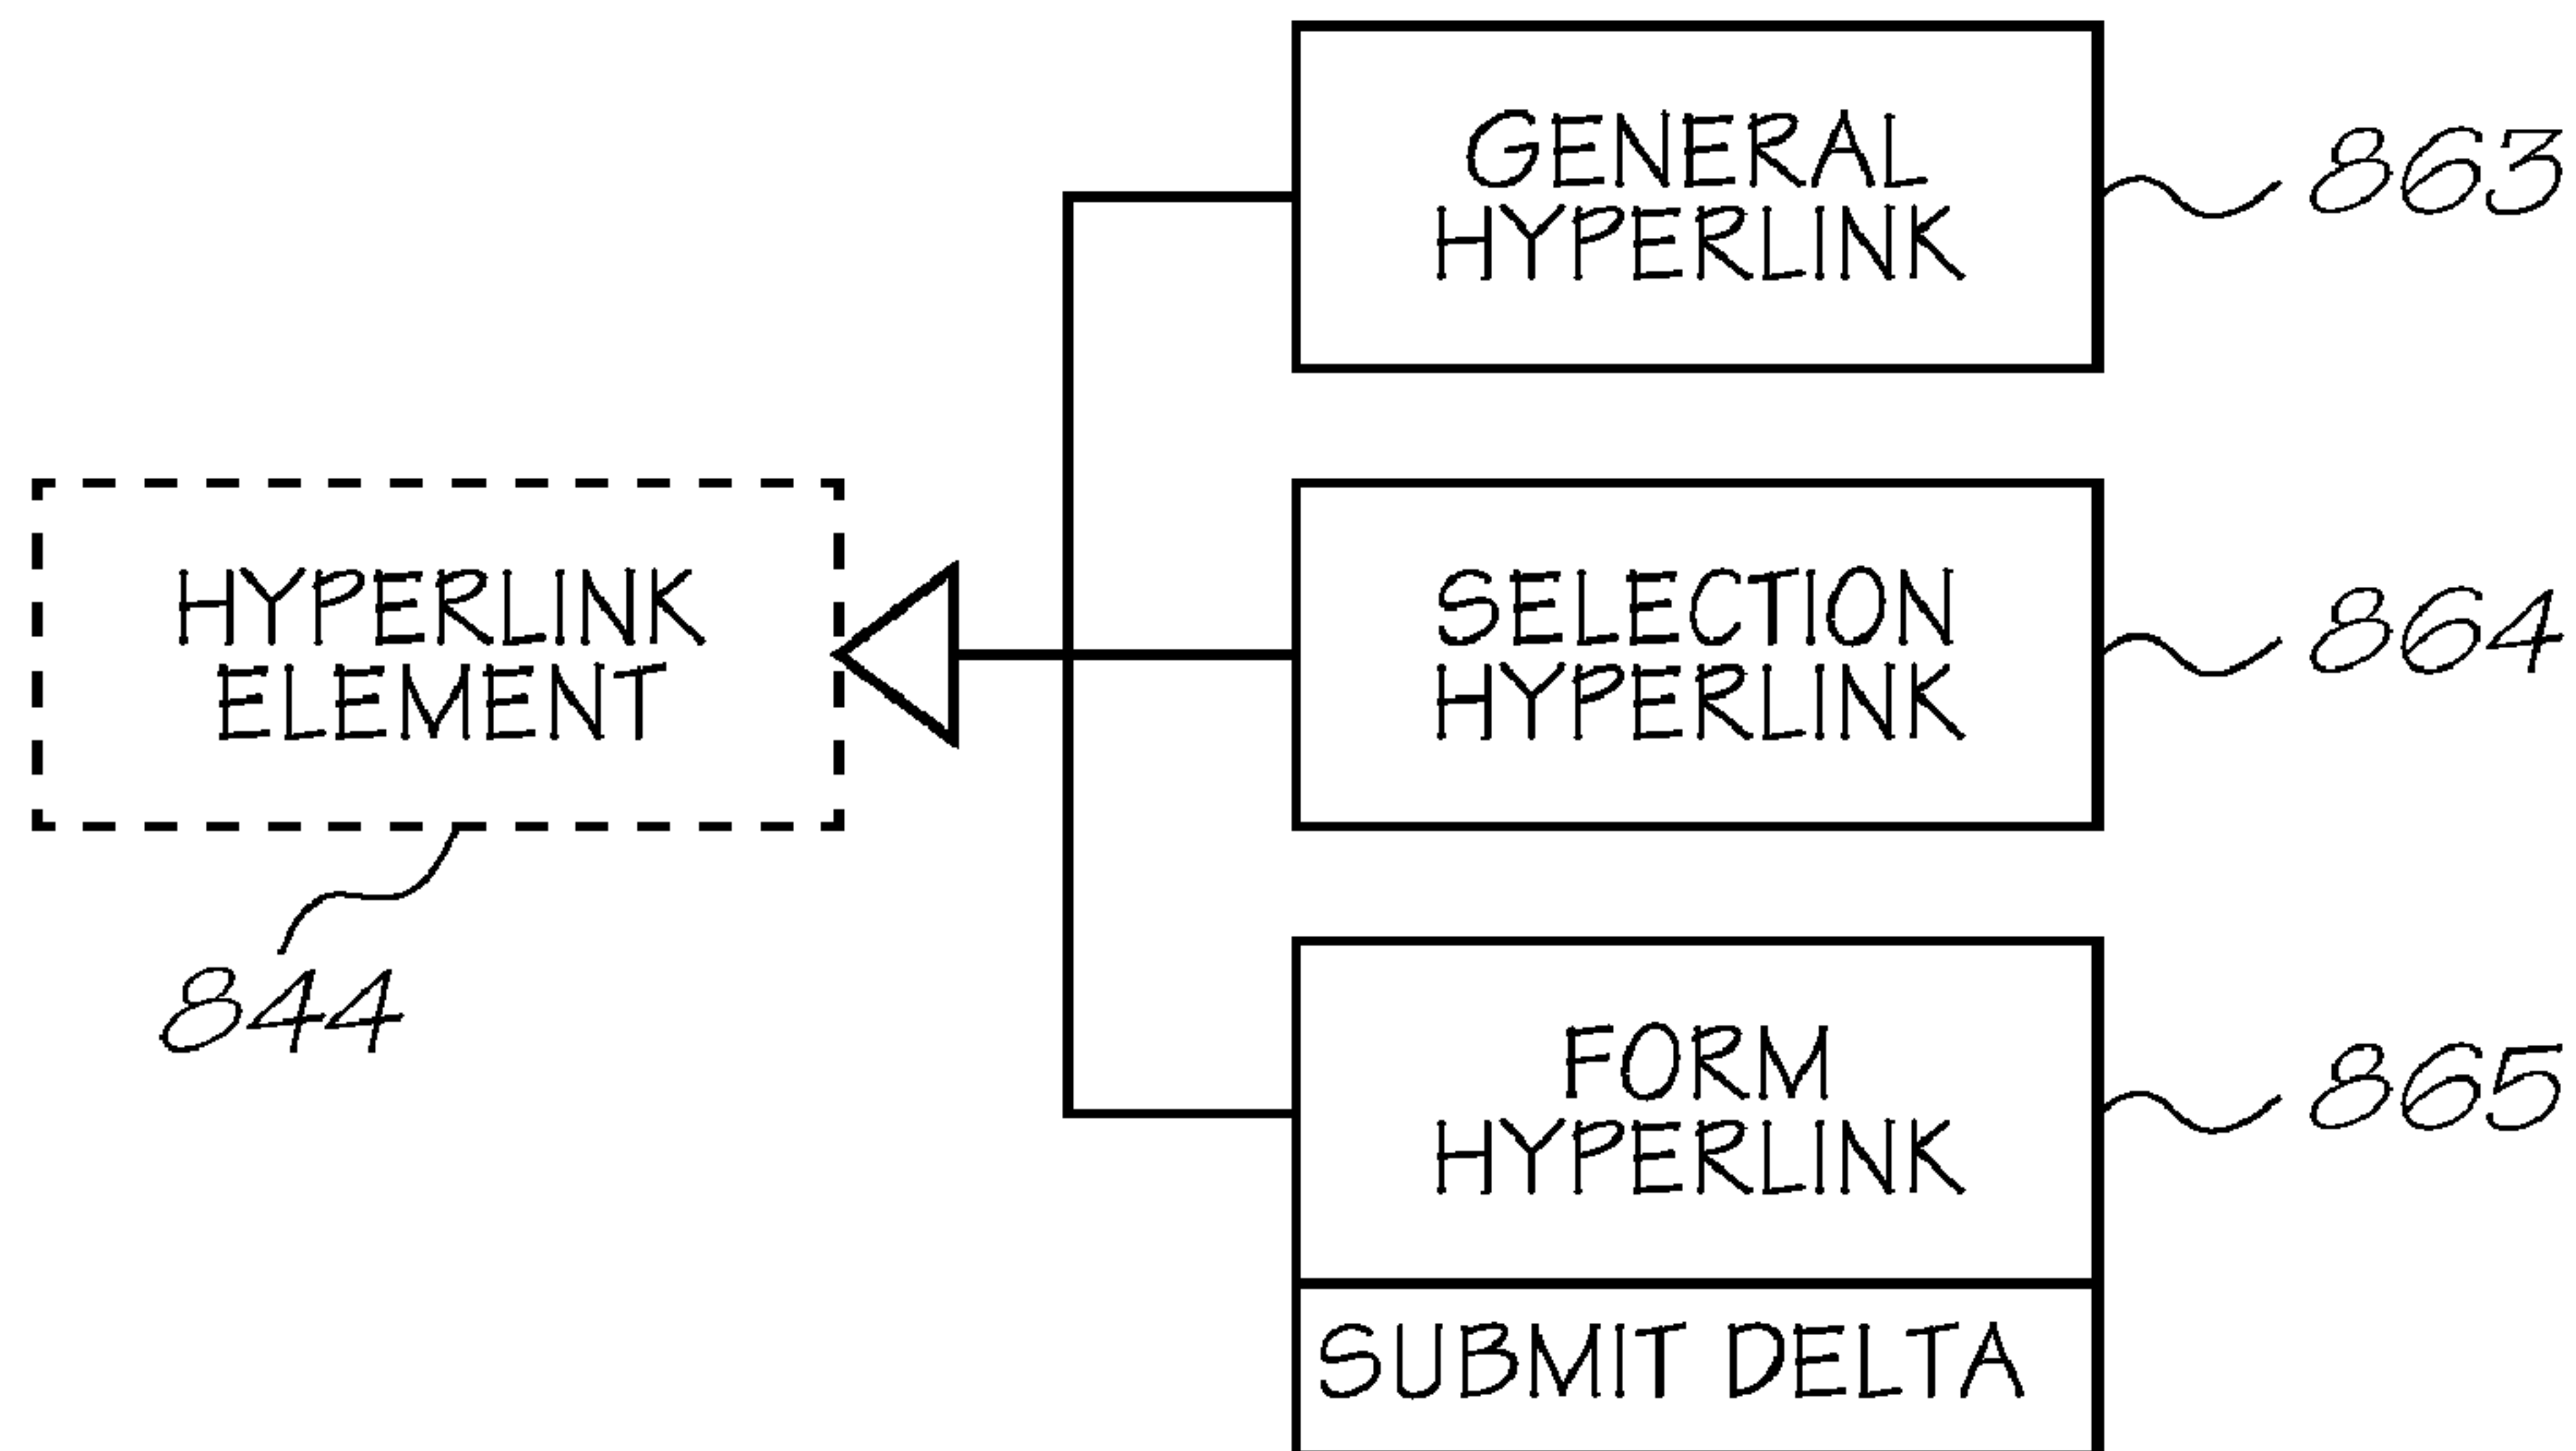 GENERAL
HYPERLINK
863
HYPERLINK
ELEMENT
844
SELECTION
HYPERLINK
864
FORM
HYPERLINK
865
SUBMIT DELTA